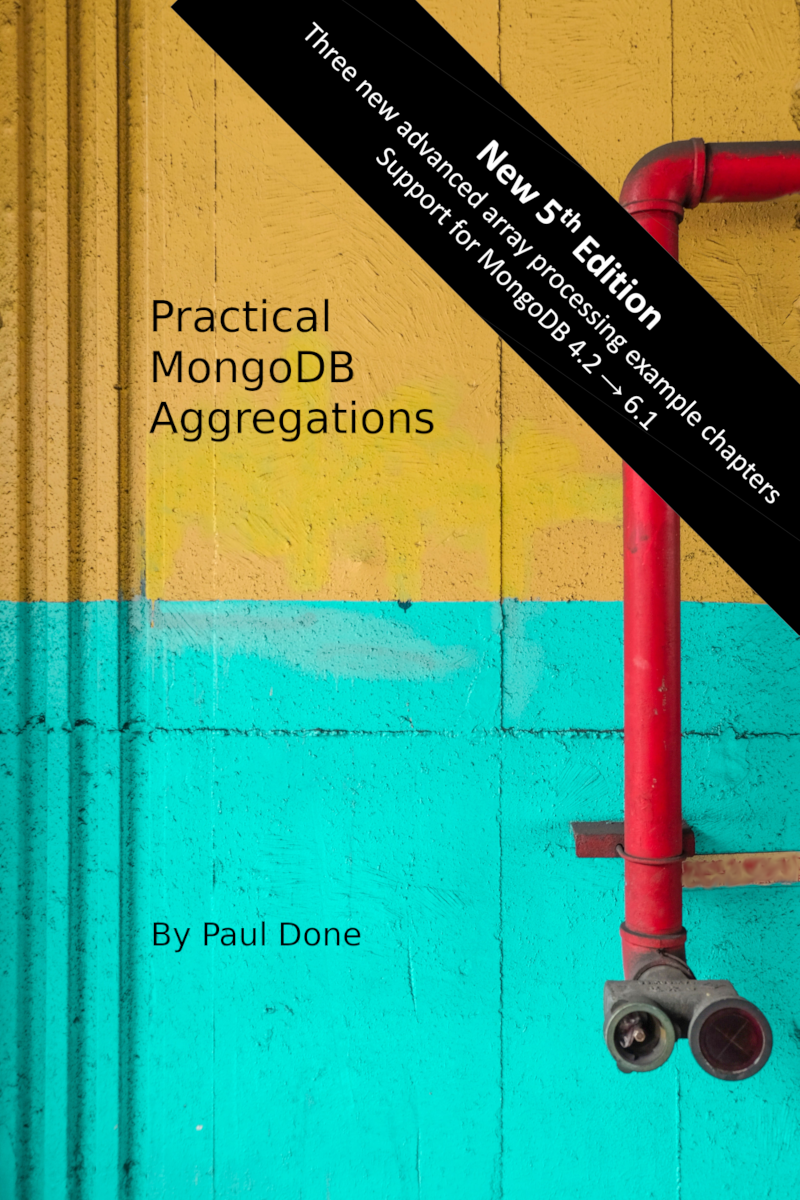 New 5th Edition
Three new advanced array processing example chapters
Support for MongoDB 4.2 → 6.1
Practical
MongoDB
Aggregations
By Paul Done